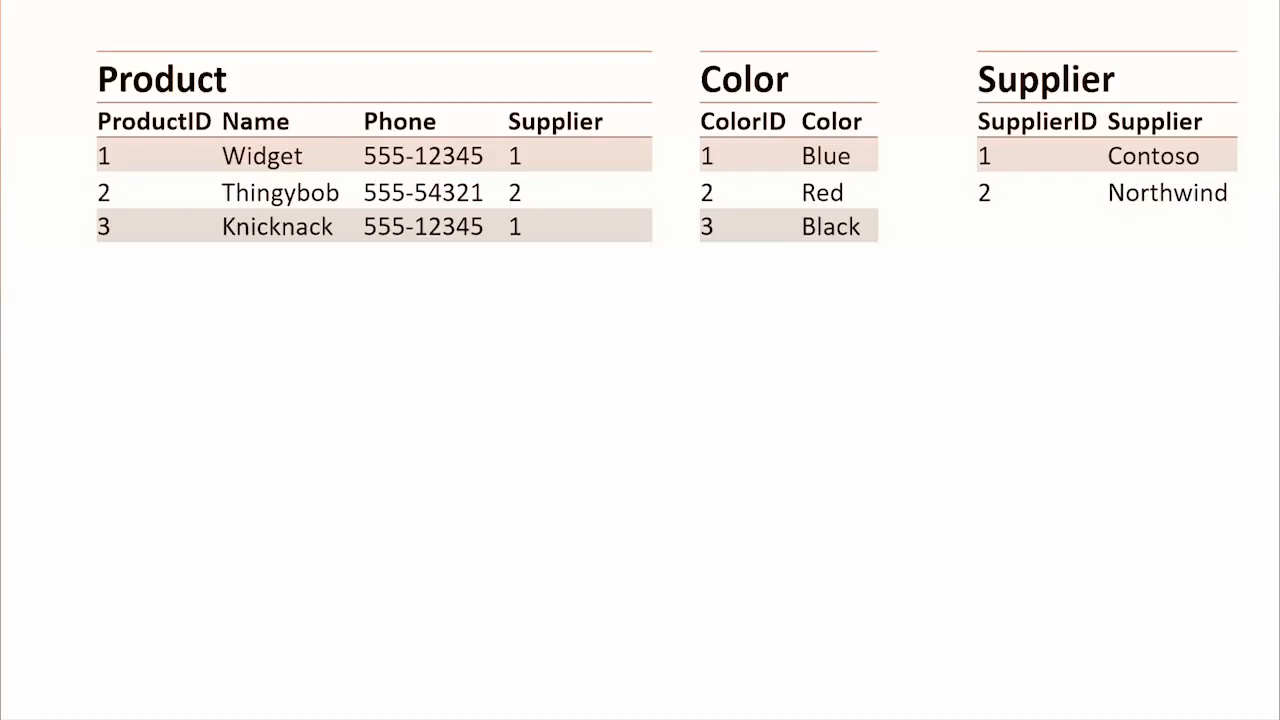 Product
ProductID Name Phone Supplier
1 Widget 555-12345 1
2 Thingybob 555-54321 2
3 Knicknack 555-12345 1
Color
ColorID Color
1 Blue
2 Red
3 Black
Supplier
SupplierID Supplier
1 Contoso
2 Northwind